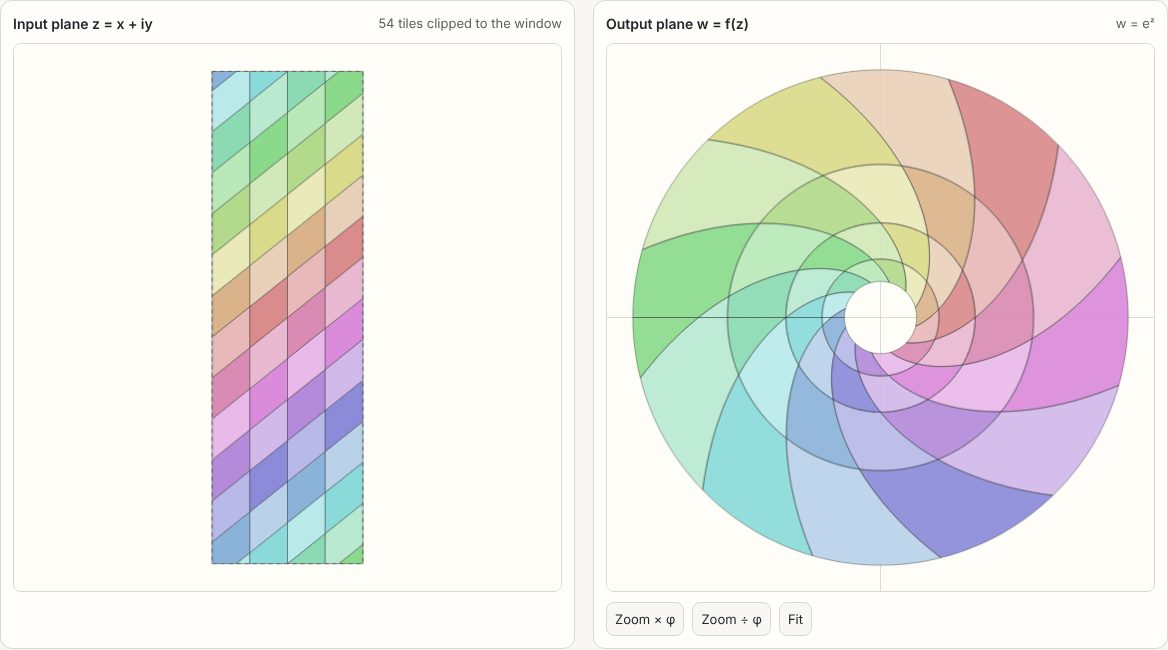 Input plane z = x + iy
54 tiles clipped to the window
Output plane w = f(z)
w = eᶻ
Zoom × φ
Zoom ÷ φ
Fit